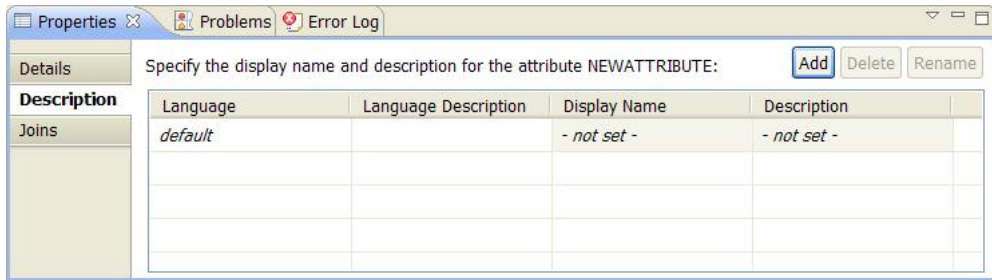 Properties Problems Error Log
Details
Specify the display name and description for the attribute NEWATTRIBUTE: Add Delete Rename
Description
Language Language Description Display Name Description
Joins
default - not set - - not set -